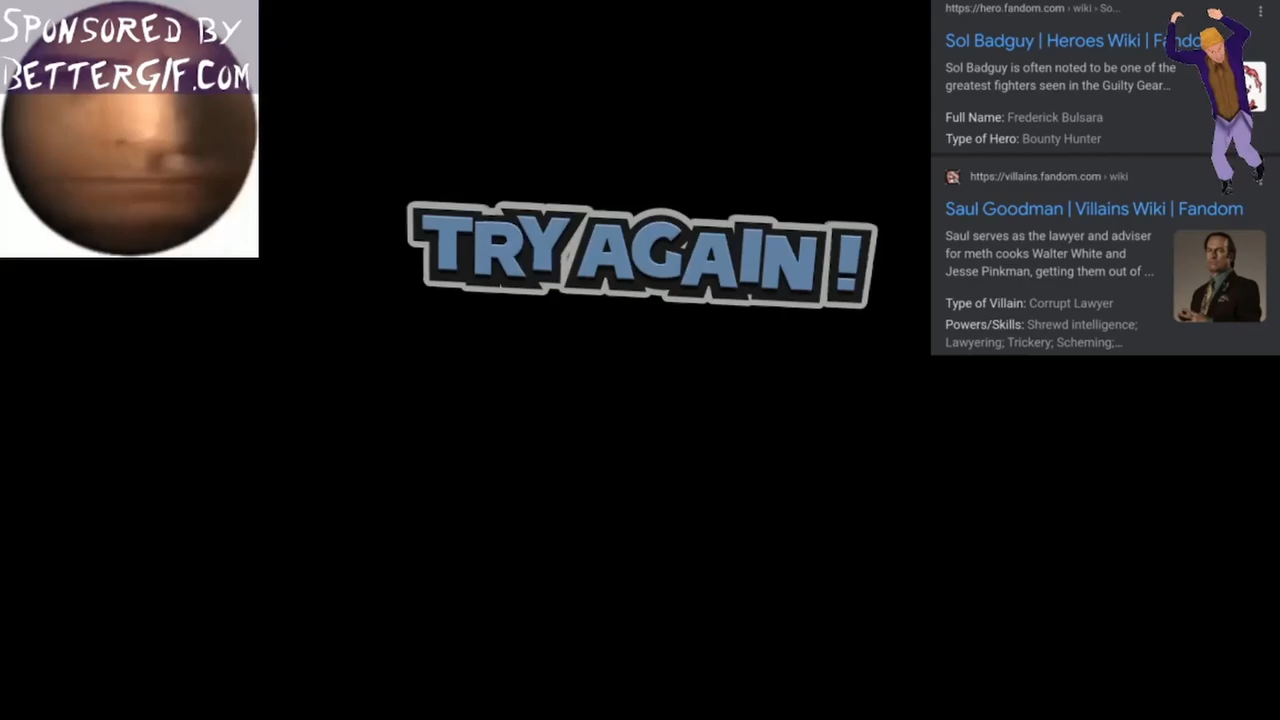 SPONSORED BY
BETTERGIF.COM
TRY AGAIN !
https://hero.fandom.com › wiki › So...
Sol Badguy | Heroes Wiki | Fando
Sol Badguy is often noted to be one of the
greatest fighters seen in the Guilty Gear...
Full Name: Frederick Bulsara
Type of Hero: Bounty Hunter
https://villains.fandom.com › wiki
Saul Goodman | Villains Wiki | Fandom
Saul serves as the lawyer and adviser
for meth cooks Walter White and
Jesse Pinkman, getting them out of ...
Type of Villain: Corrupt Lawyer
Powers/Skills: Shrewd intelligence;
Lawyering; Trickery; Scheming;...